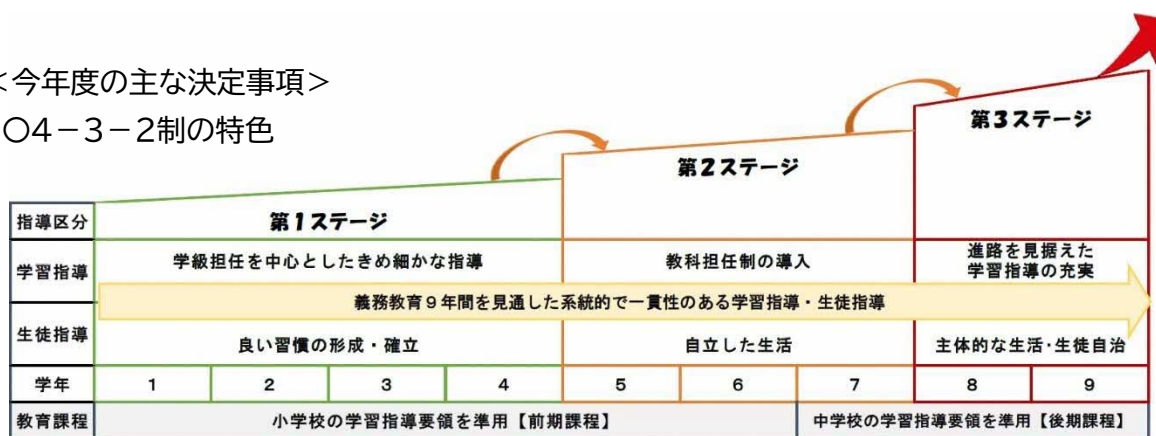 <今年度の主な決定事項>
○4-3-2制の特色
第3ステージ
第2ステージ
指導区分 第1ステージ
学習指導 学級担任を中心としたきめ細かな指導 教科担任制の導入 進路を見据えた
学習指導の充実
義務教育9年間を見通した系統的で一貫性のある学習指導・生徒指導
生徒指導 良い習慣の形成・確立 自立した生活 主体的な生活・生徒自治
学年 1 2 3 4 5 6 7 8 9
教育課程 小学校の学習指導要領を準用【前期課程】 中学校の学習指導要領を準用【後期課程】